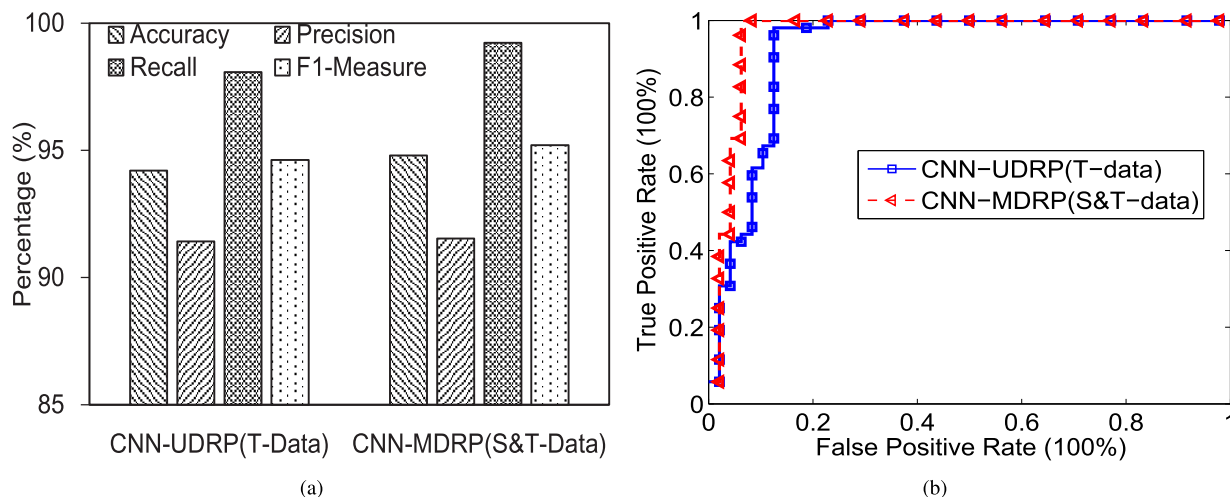 100
95
90
85
Percentage (%)
Accuracy
Precision
Recall
F1-Measure
CNN-UDRP(T-Data)
CNN-MDRP(S&T-Data)
(a)
1
0.8
0.6
0.4
0.2
0
True Positive Rate (100%)
CNN−UDRP(T−data)
CNN−MDRP(S&T−data)
0
0.2
0.4
0.6
0.8
1
False Positive Rate (100%)
(b)